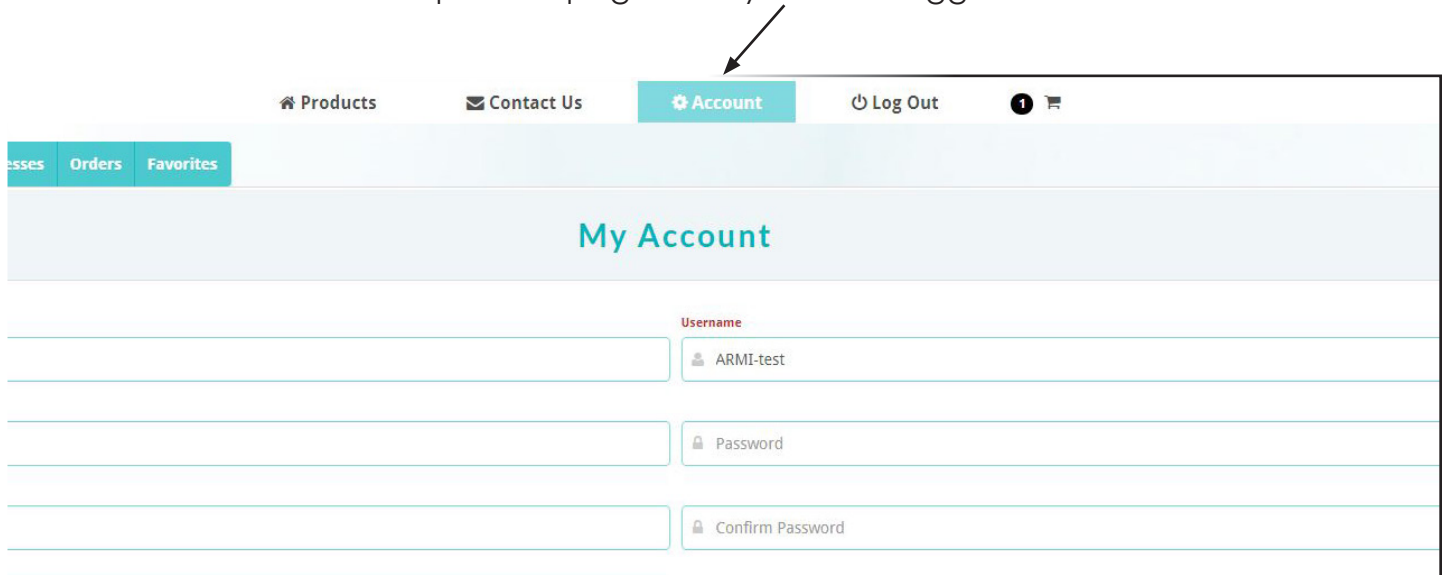 Products Contact Us Account Log Out 1
esses Orders Favorites
My Account
Username
ARMI-test
Password
Confirm Password